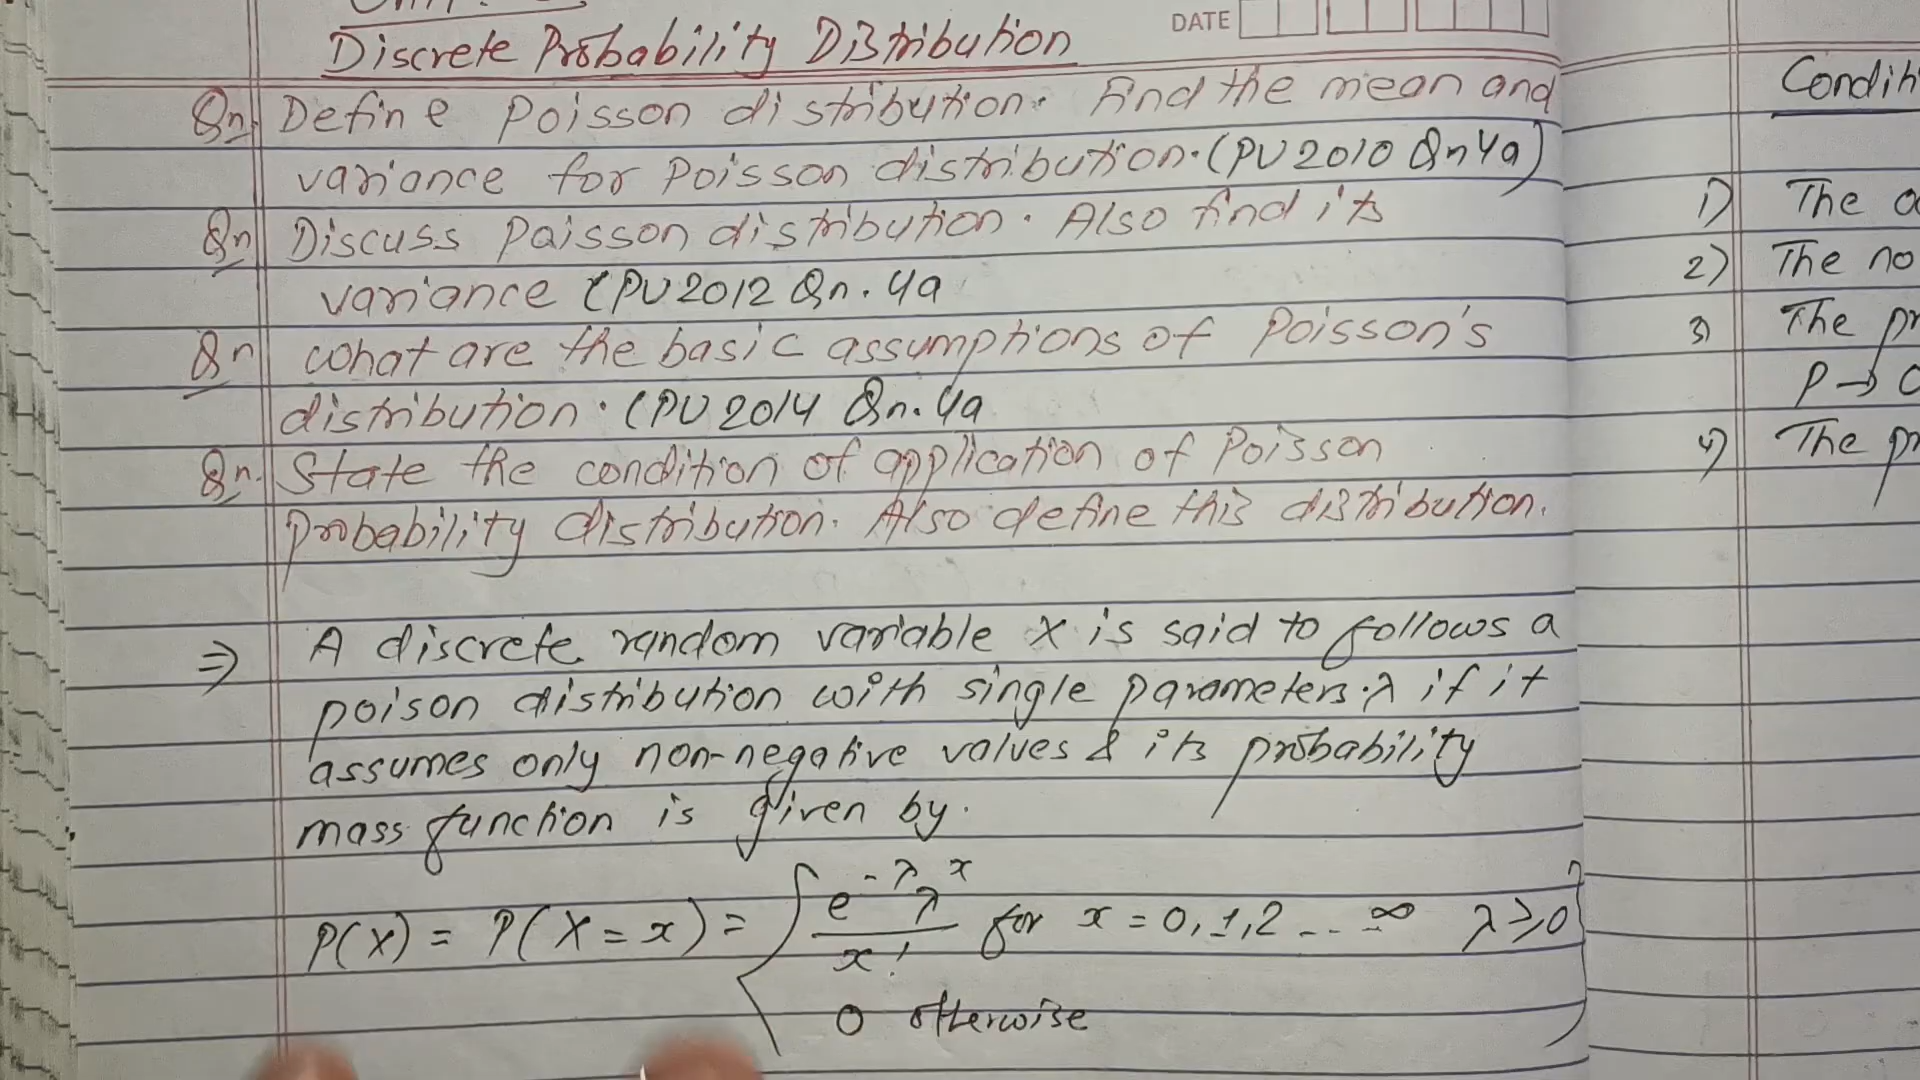 DATE
Discrete Probability Distribution
Qn. Define Poisson distribution. Find the mean and
variance for Poisson distribution. (PU 2010 Qn 4a)
Qn Discuss Paisson distribution. Also find its
variance (PU 2012 Qn. 4a
Qn what are the basic assumptions of Poisson's
distribution. (PU 2014 Qn. 4a
Qn. State the condition of application of Poisson
probability distribution. Also define this distribution.
⇒ A discrete random variable X is said to follows a
poison distribution with single parameters λ if it
assumes only non-negative values & its probability
mass function is given by.
P(X) = P(X = x) = { e^{-λ} λ^x / x! for x = 0, 1, 2 ... ∞ λ ≥ 0 }
0 otherwise
1) The
2) The no
3) The pr
P →
4) The pr